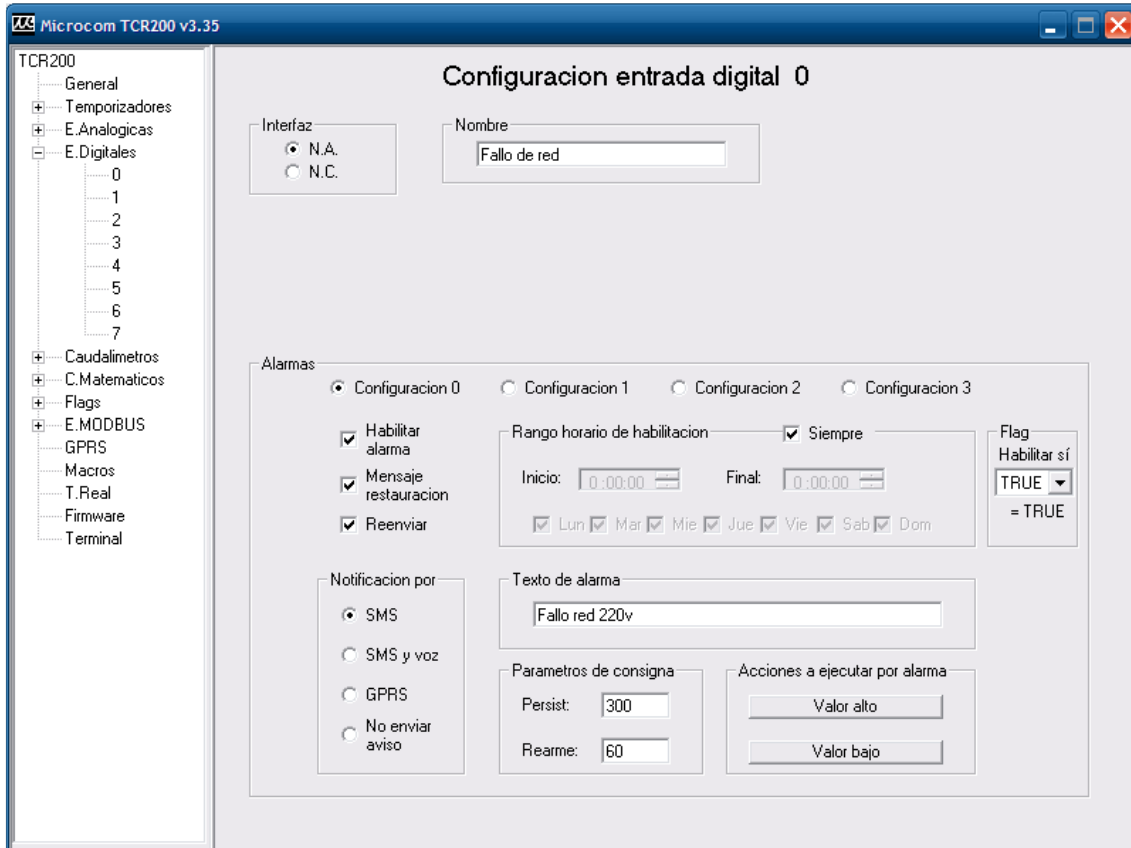 Microcom TCR200 v3.35
TCR200
General
Temporizadores
E.Analogicas
E.Digitales
0
1
2
3
4
5
6
7
Caudalimetros
C.Matematicos
Flags
E.MODBUS
GPRS
Macros
T.Real
Firmware
Terminal
Configuracion entrada digital 0
Interfaz
N.A.
N.C.
Nombre
Fallo de red
Alarmas
Configuracion 0 Configuracion 1 Configuracion 2 Configuracion 3
Habilitar
alarma
Mensaje
restauracion
Reenviar
Rango horario de habilitacion Siempre
Inicio: 0:00:00 Final: 0:00:00
Lun Mar Mie Jue Vie Sab Dom
Flag
Habilitar sí
TRUE
= TRUE
Notificacion por
SMS
SMS y voz
GPRS
No enviar
aviso
Texto de alarma
Fallo red 220v
Parametros de consigna
Persist: 300
Rearme: 60
Acciones a ejecutar por alarma
Valor alto
Valor bajo